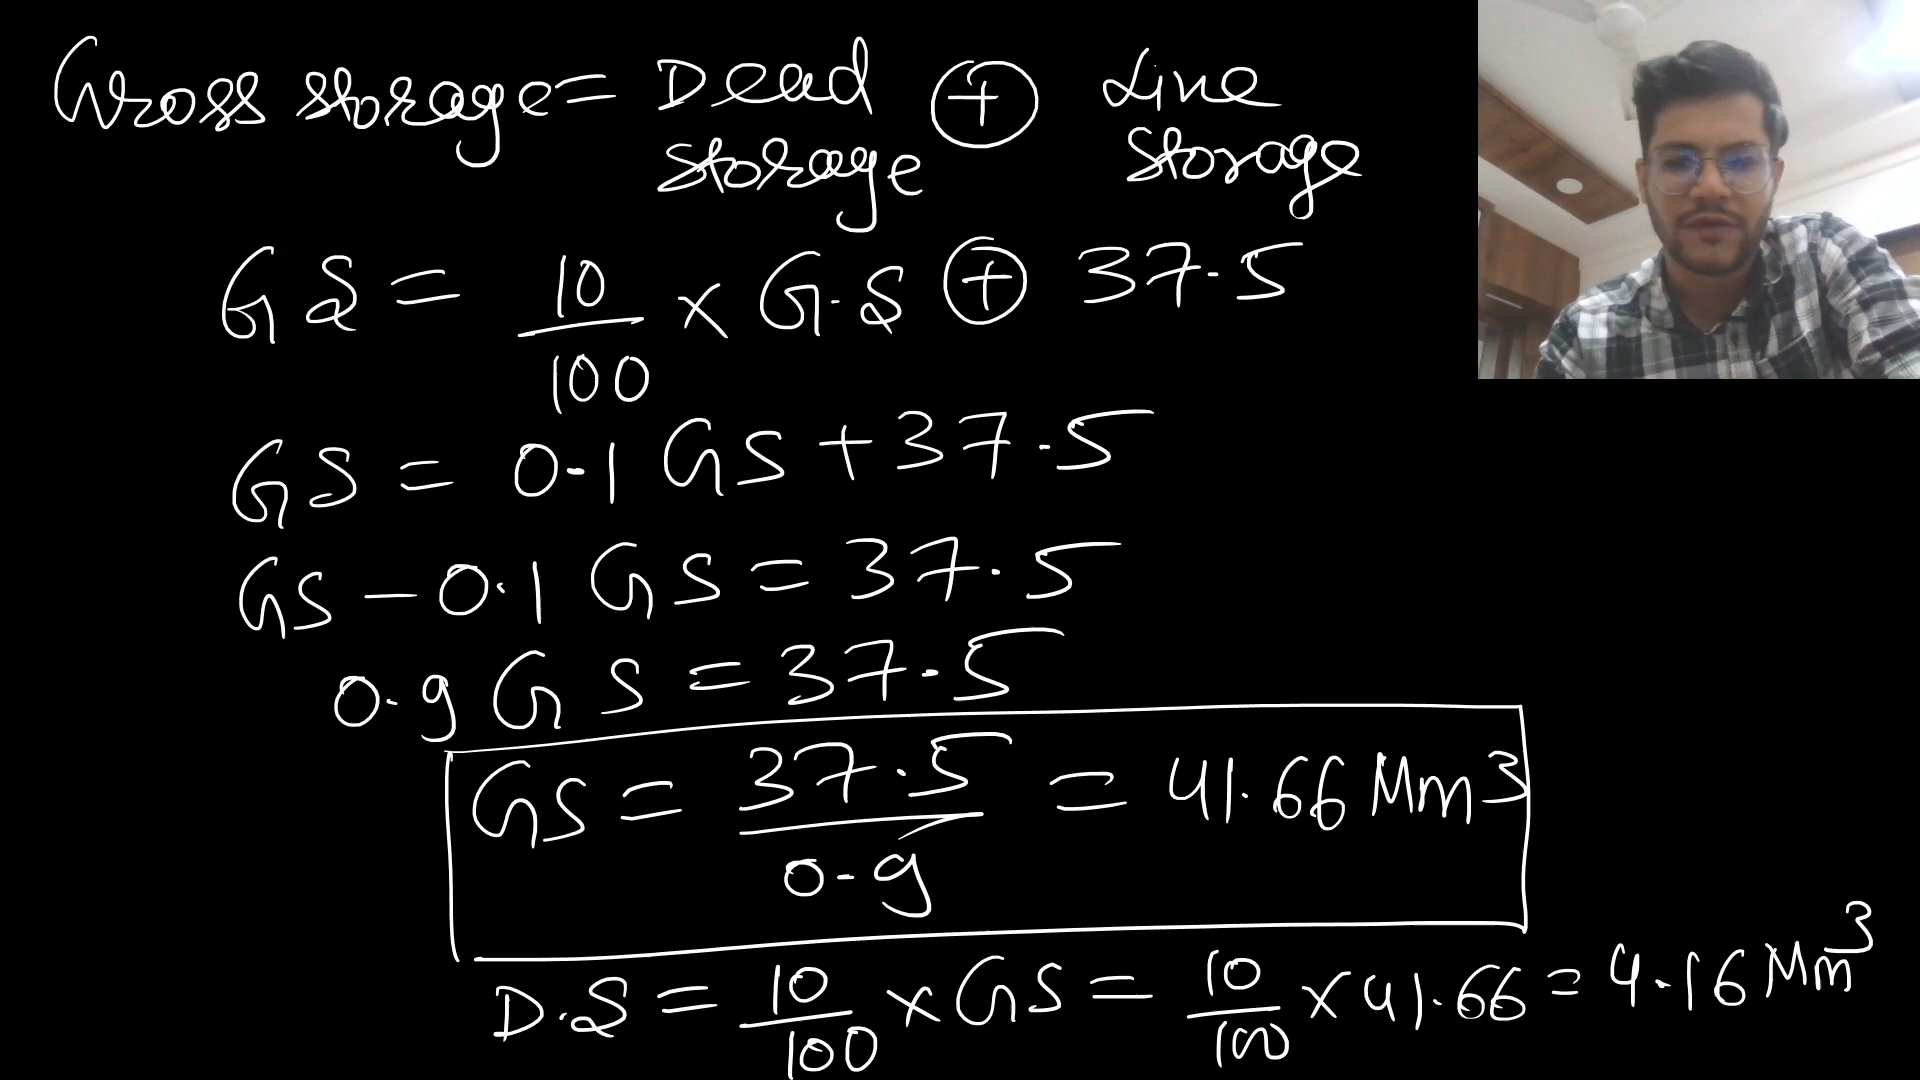 Gross storage = Dead storage ⊕ Live storage
GS = 10/100 × G.S ⊕ 37.5
GS = 0.1 GS + 37.5
GS - 0.1 GS = 37.5
0.9 GS = 37.5
GS = 37.5/0.9 = 41.66 Mm³
D.S = 10/100 × GS = 10/100 × 41.66 = 4.16 Mm³